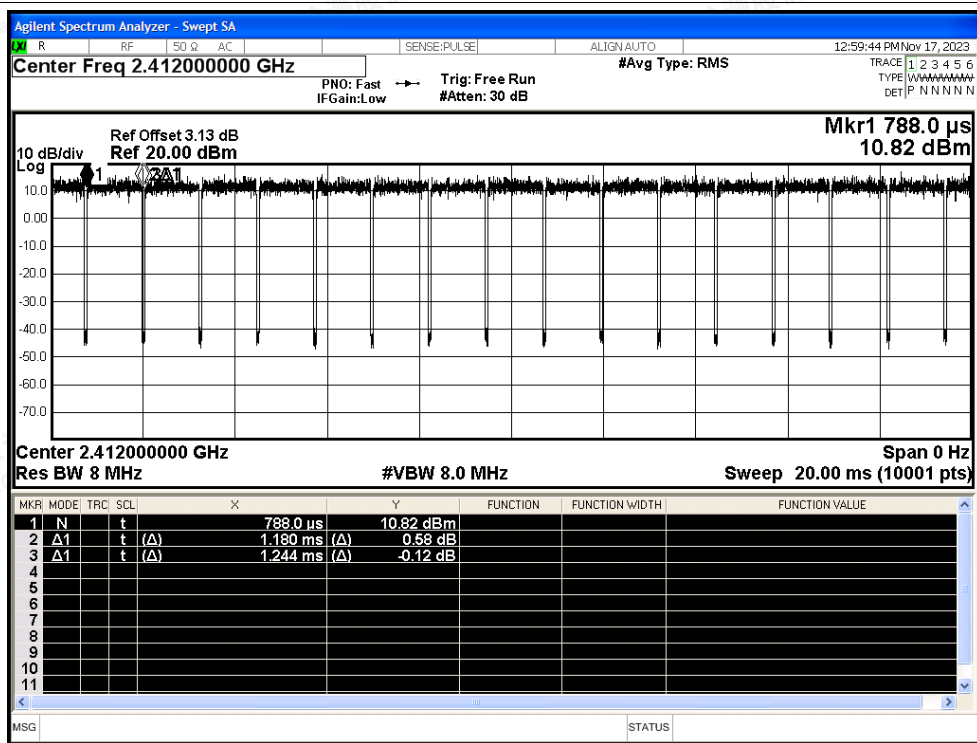 Agilent Spectrum Analyzer - Swept SA
LXI R RF 50 Ω AC SENSE:PULSE ALIGN AUTO 12:59:44 PM Nov 17, 2023
Center Freq 2.412000000 GHz
PNO: Fast
IFGain:Low
Trig: Free Run
#Atten: 30 dB
#Avg Type: RMS
TRACE 1 2 3 4 5 6
TYPE
DET P N N N N N
Mkr1 788.0 µs
10.82 dBm
Ref Offset 3.13 dB
10 dB/div Ref 20.00 dBm
Log
1
2Δ1
10.0
0.00
-10.0
-20.0
-30.0
-40.0
-50.0
-60.0
-70.0
Center 2.412000000 GHz Span 0 Hz
Res BW 8 MHz #VBW 8.0 MHz Sweep 20.00 ms (10001 pts)
MKR MODE TRC SCL X Y FUNCTION FUNCTION WIDTH FUNCTION VALUE
1 N t 788.0 µs 10.82 dBm
2 Δ1 t (Δ) 1.180 ms (Δ) 0.58 dB
3 Δ1 t (Δ) 1.244 ms (Δ) -0.12 dB
4
5
6
7
8
9
10
11
MSG STATUS